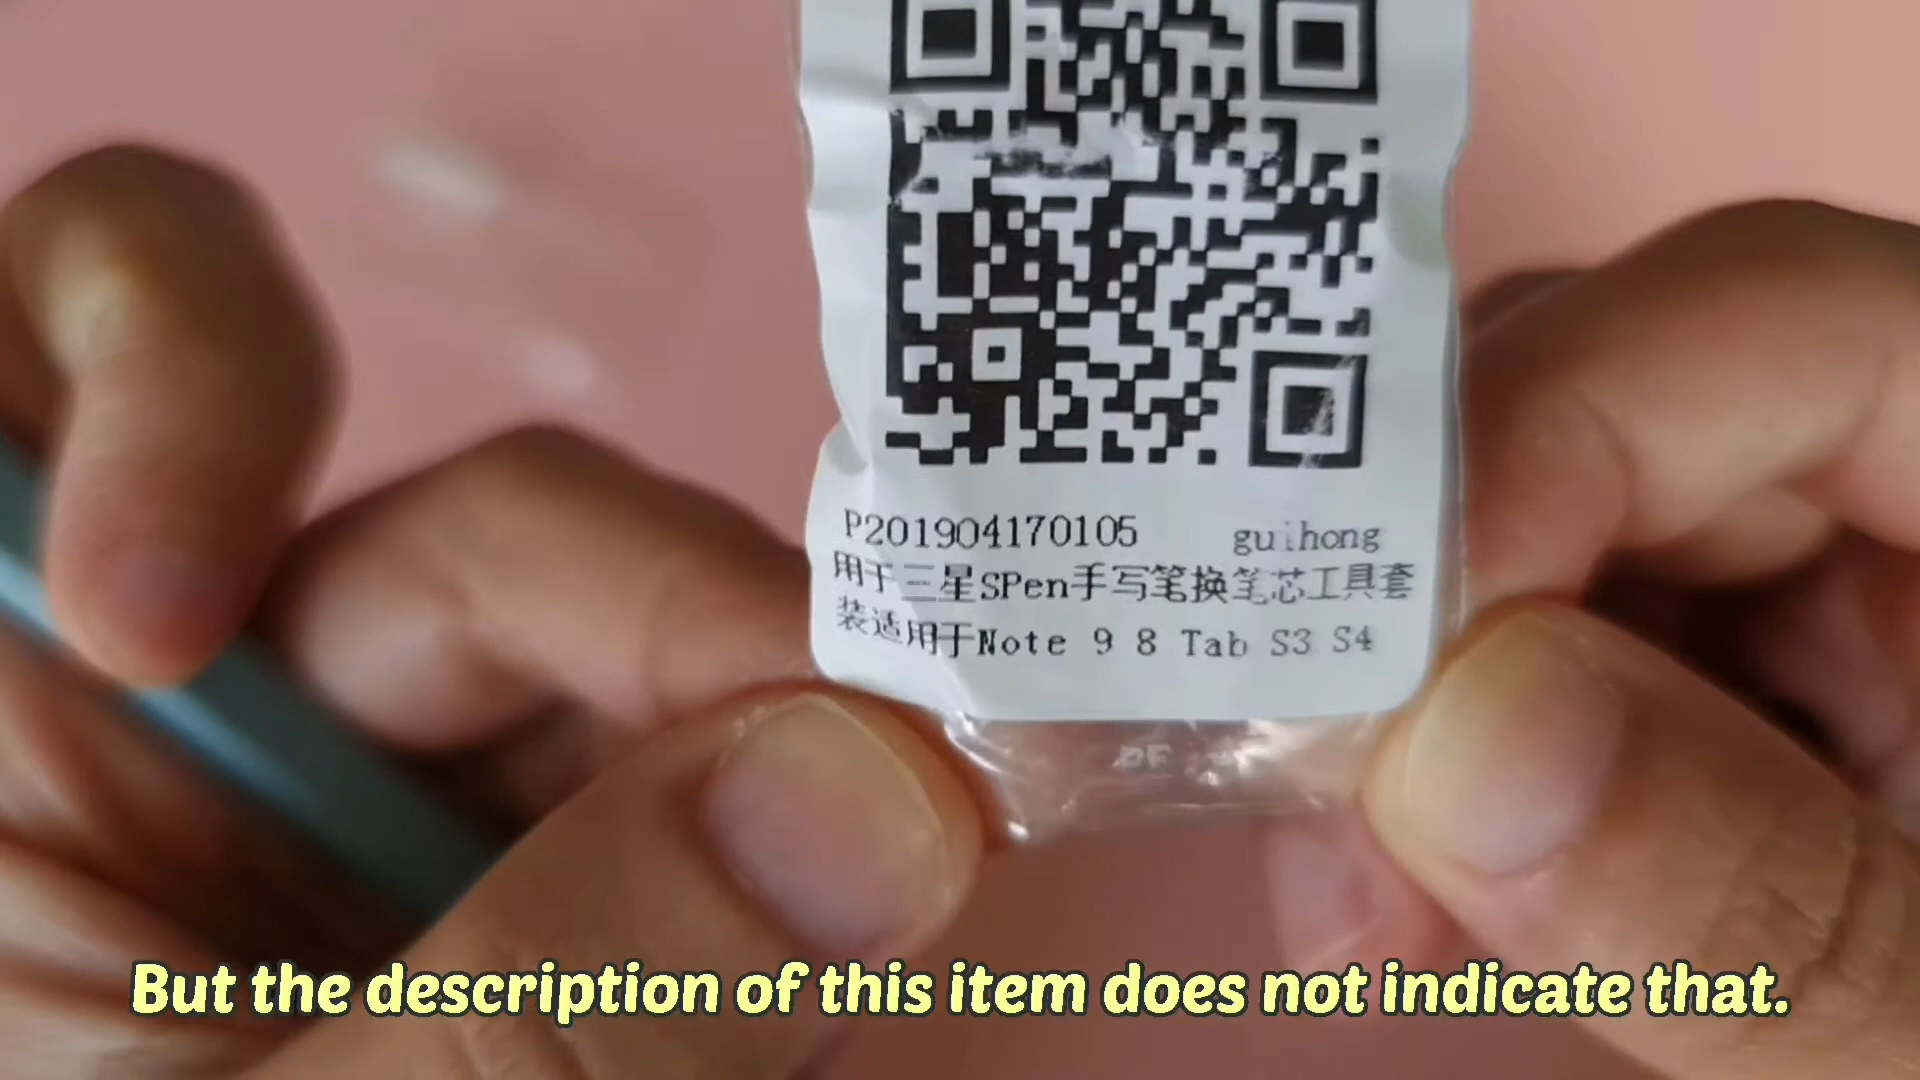 P201904170105 guihong
用于三星SPen手写笔换笔芯工具套
装适用于Note 9 8 Tab S3 S4
But the description of this item does not indicate that.